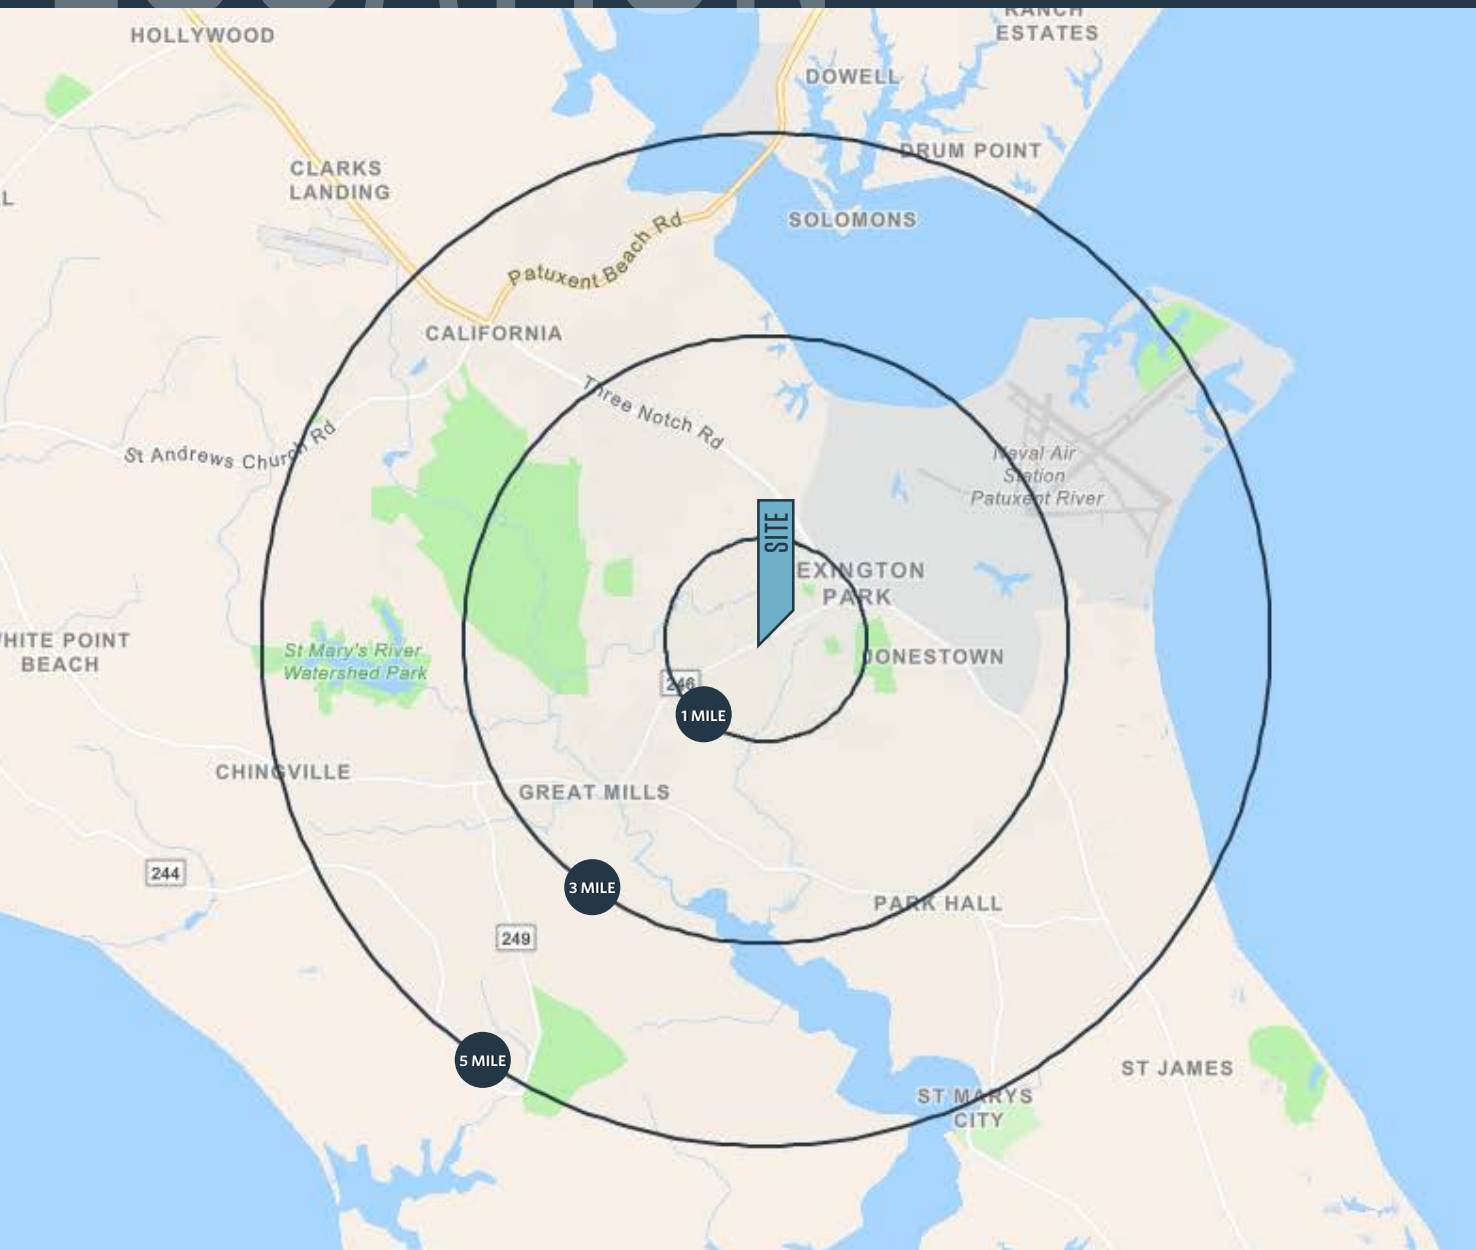 HOLLYWOOD
RANCH
ESTATES
DOWELL
DRUM POINT
CLARKS
LANDING
SOLOMONS
Patuxent Beach Rd
CALIFORNIA
Three Notch Rd
St Andrews Church Rd
Naval Air
Station
Patuxent River
SITE
EXINGTON
PARK
HITE POINT
BEACH
St Mary's River
Watershed Park
JONESTOWN
246
1 MILE
CHINGVILLE
GREAT MILLS
244
3 MILE
PARK HALL
249
5 MILE
ST JAMES
ST MARYS
CITY